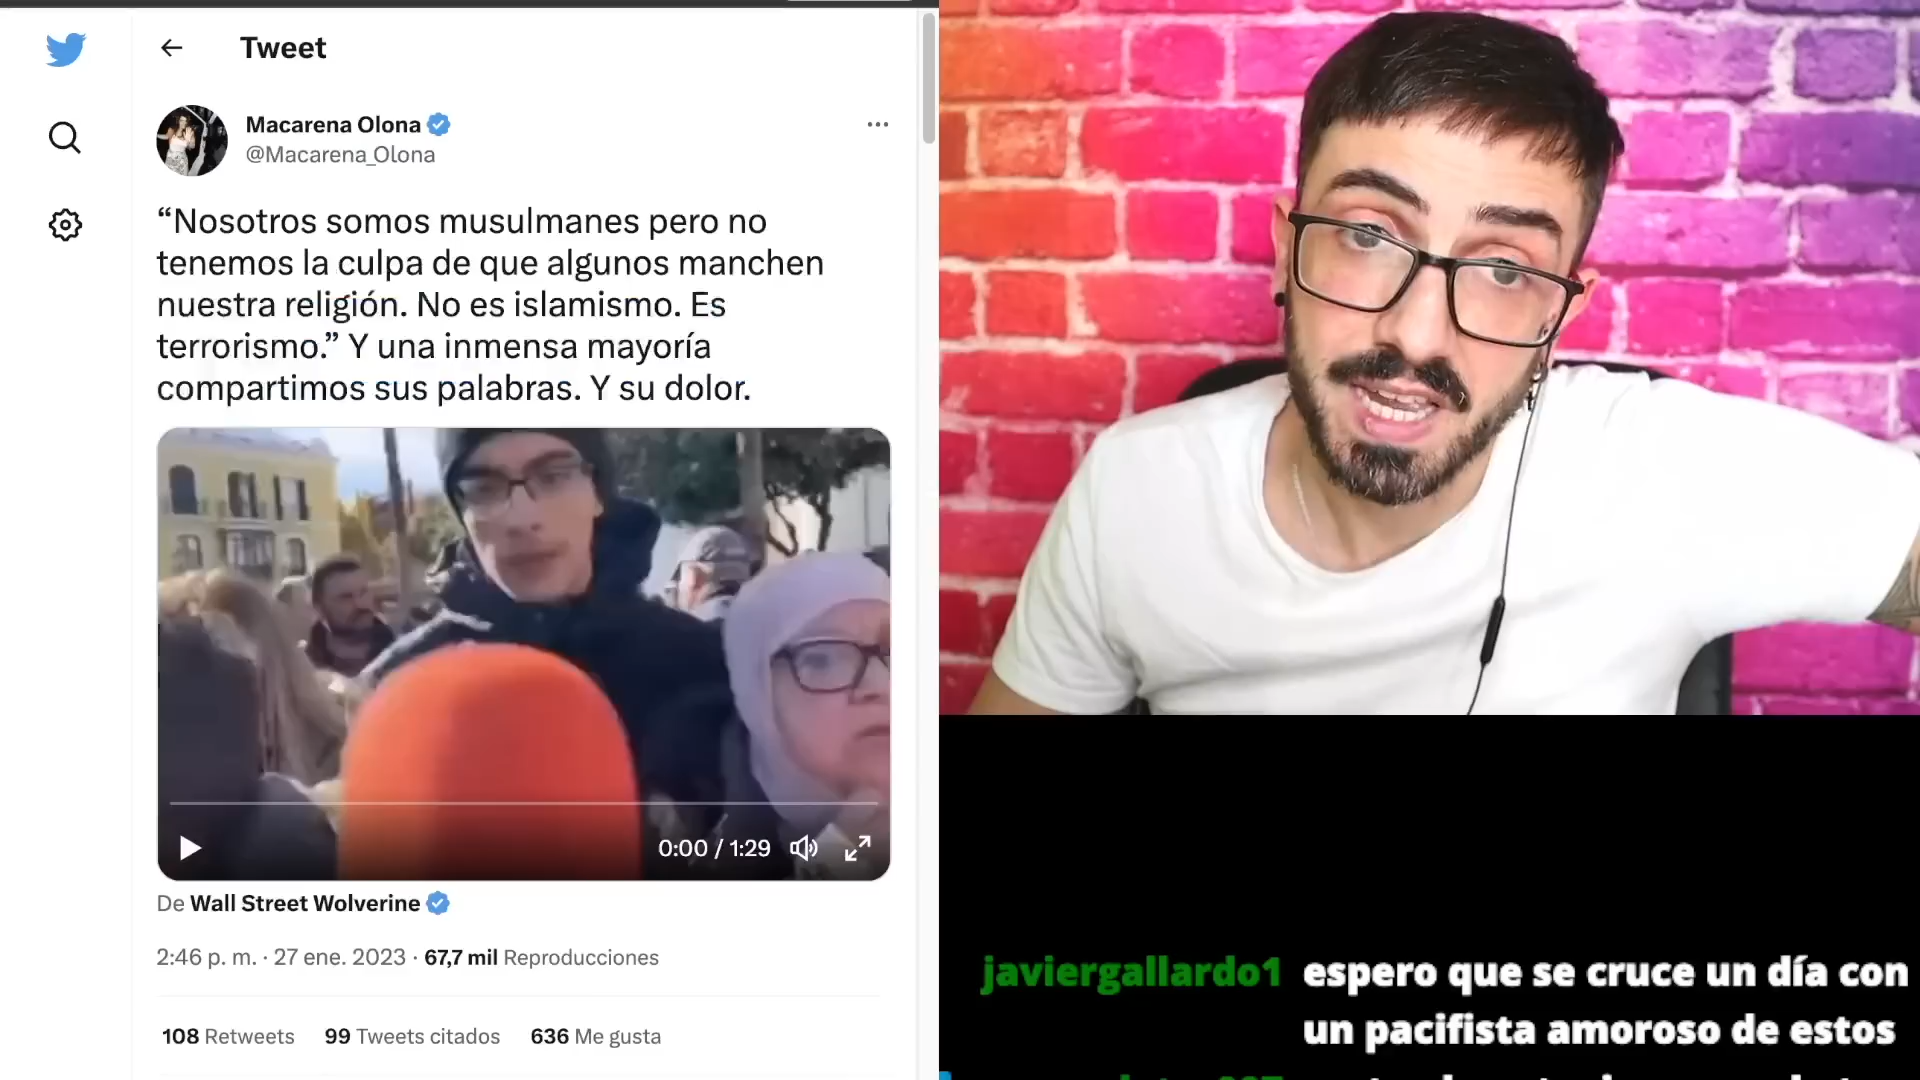 Tweet
Macarena Olona
@Macarena_Olona
“Nosotros somos musulmanes pero no
tenemos la culpa de que algunos manchen
nuestra religión. No es islamismo. Es
terrorismo.” Y una inmensa mayoría
compartimos sus palabras. Y su dolor.
0:00 / 1:29
De Wall Street Wolverine
2:46 p. m. · 27 ene. 2023 · 67,7 mil Reproducciones
108 Retweets 99 Tweets citados 636 Me gusta
javiergallardo1 espero que se cruce un día con
un pacifista amoroso de estos